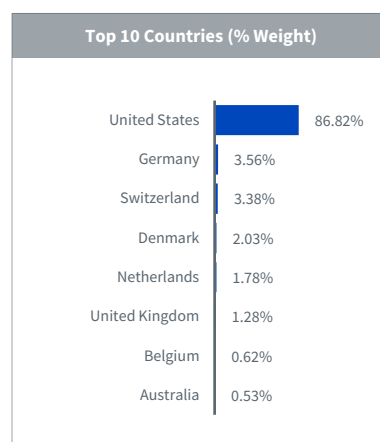 Top 10 Countries (% Weight)
United States 86.82%
Germany 3.56%
Switzerland 3.38%
Denmark 2.03%
Netherlands 1.78%
United Kingdom 1.28%
Belgium 0.62%
Australia 0.53%